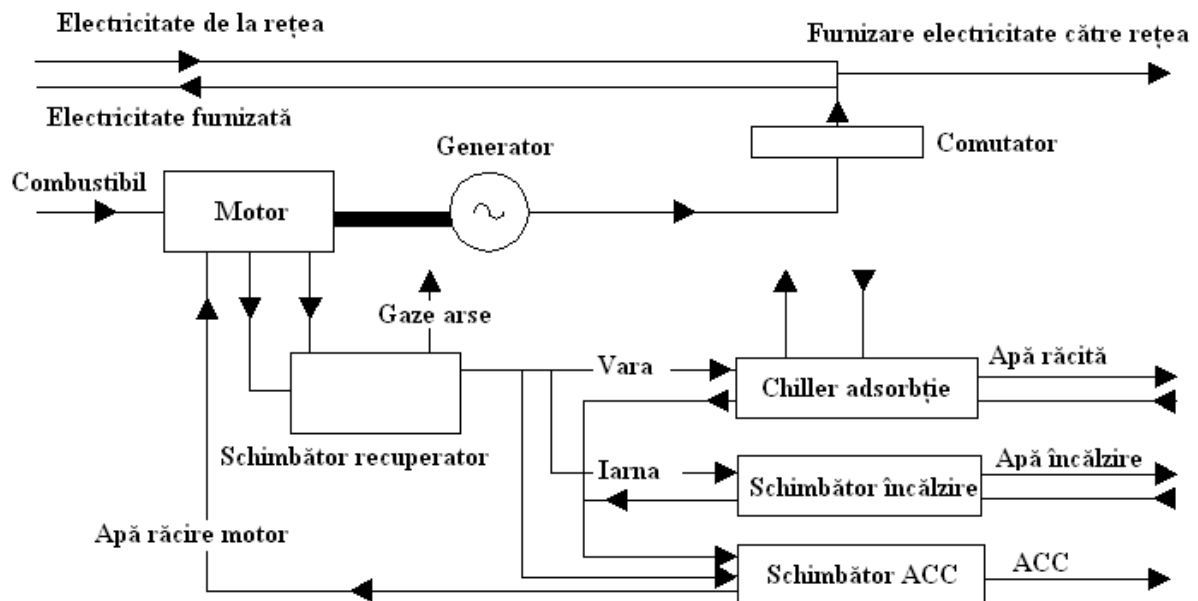 Electricitate de la rețea
Furnizare electricitate către rețea
Electricitate furnizată
Generator
Comutator
Combustibil
Motor
Gaze arse
Vara
Apă răcită
Chiller adsorbție
Schimbător recuperator
Iarna
Apă încălzire
Schimbător încălzire
Apă răcire motor
Schimbător ACC
ACC